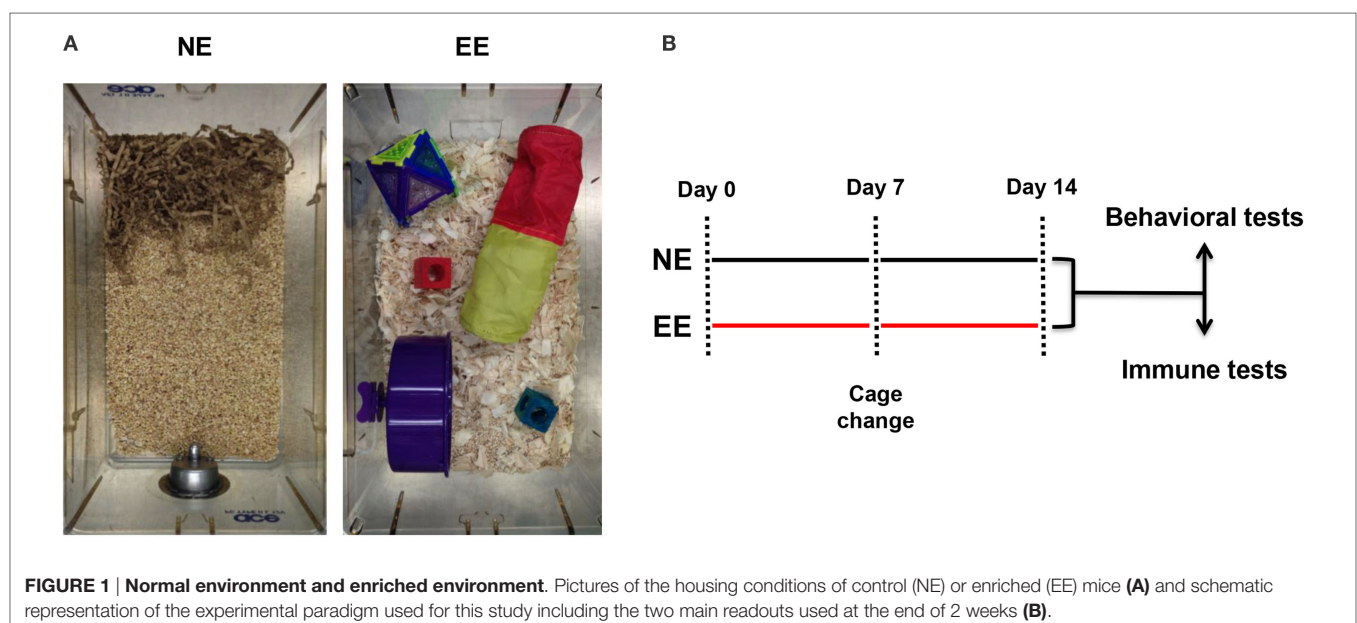 A
NE
EE
B
ace
ace
Day 0
Day 7
Day 14
Behavioral tests
NE
EE
Immune tests
Cage
change
FIGURE 1 | Normal environment and enriched environment. Pictures of the housing conditions of control (NE) or enriched (EE) mice (A) and schematic
representation of the experimental paradigm used for this study including the two main readouts used at the end of 2 weeks (B).